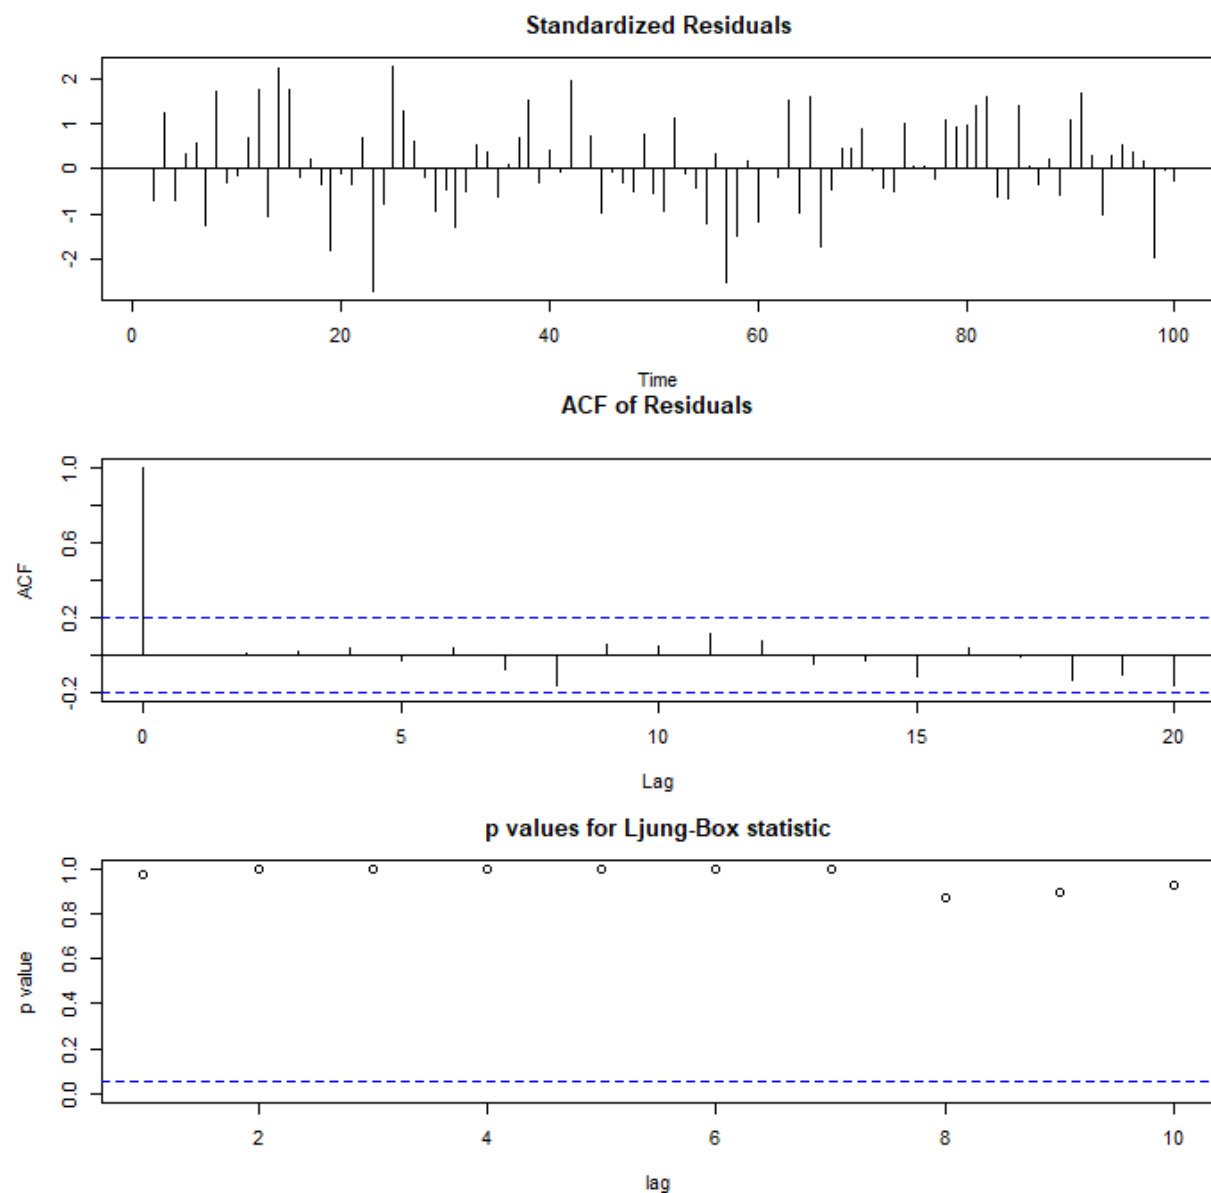 Standardized Residuals
2
1
0
-1
-2
0 20 40 60 80 100
Time
ACF of Residuals
1.0
0.6
0.2
-0.2
ACF
0 5 10 15 20
Lag
p values for Ljung-Box statistic
1.0
0.8
0.6
0.4
0.2
0.0
p value
2 4 6 8 10
lag